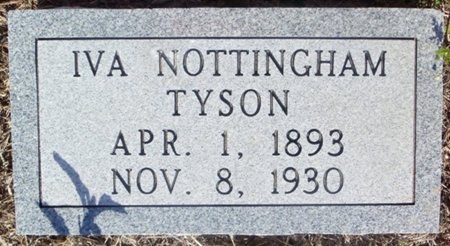 IVA NOTTINGHAM
TYSON
APR. 1, 1893
NOV. 8, 1930